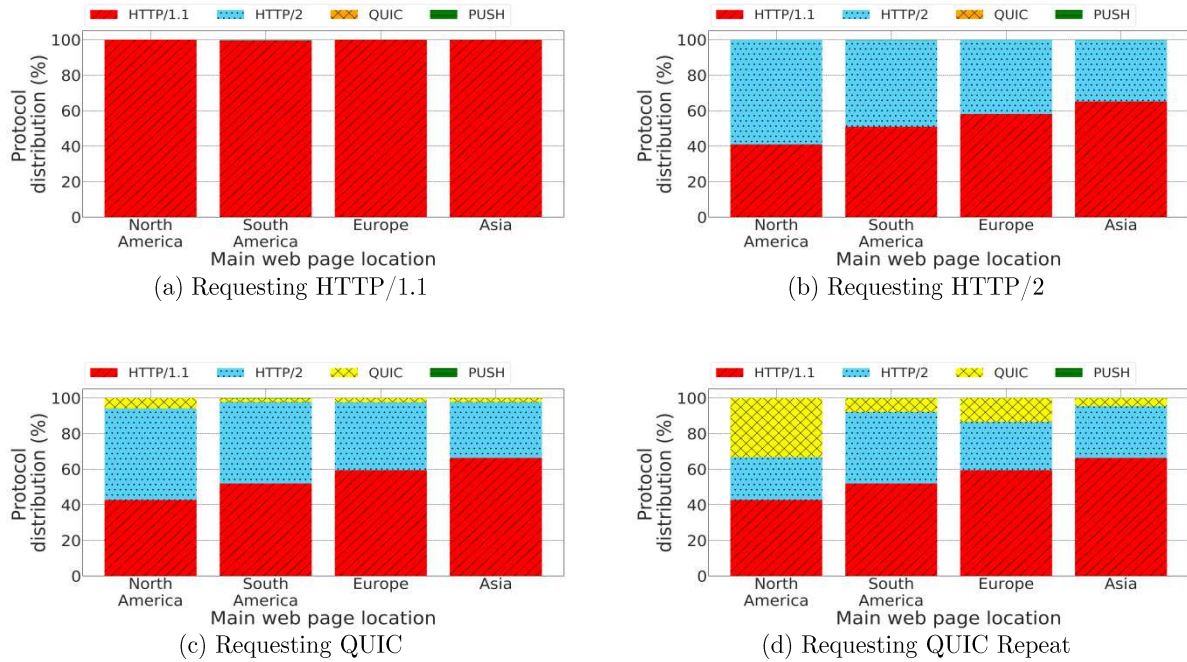 HTTP/1.1 HTTP/2 QUIC PUSH
100
80
60
40
20
0
Protocol
distribution (%)
North
America
South
America
Europe
Asia
Main web page location
(a) Requesting HTTP/1.1
HTTP/1.1 HTTP/2 QUIC PUSH
100
80
60
40
20
0
Protocol
distribution (%)
North
America
South
America
Europe
Asia
Main web page location
(b) Requesting HTTP/2
HTTP/1.1 HTTP/2 QUIC PUSH
100
80
60
40
20
0
Protocol
distribution (%)
North
America
South
America
Europe
Asia
Main web page location
(c) Requesting QUIC
HTTP/1.1 HTTP/2 QUIC PUSH
100
80
60
40
20
0
Protocol
distribution (%)
North
America
South
America
Europe
Asia
Main web page location
(d) Requesting QUIC Repeat